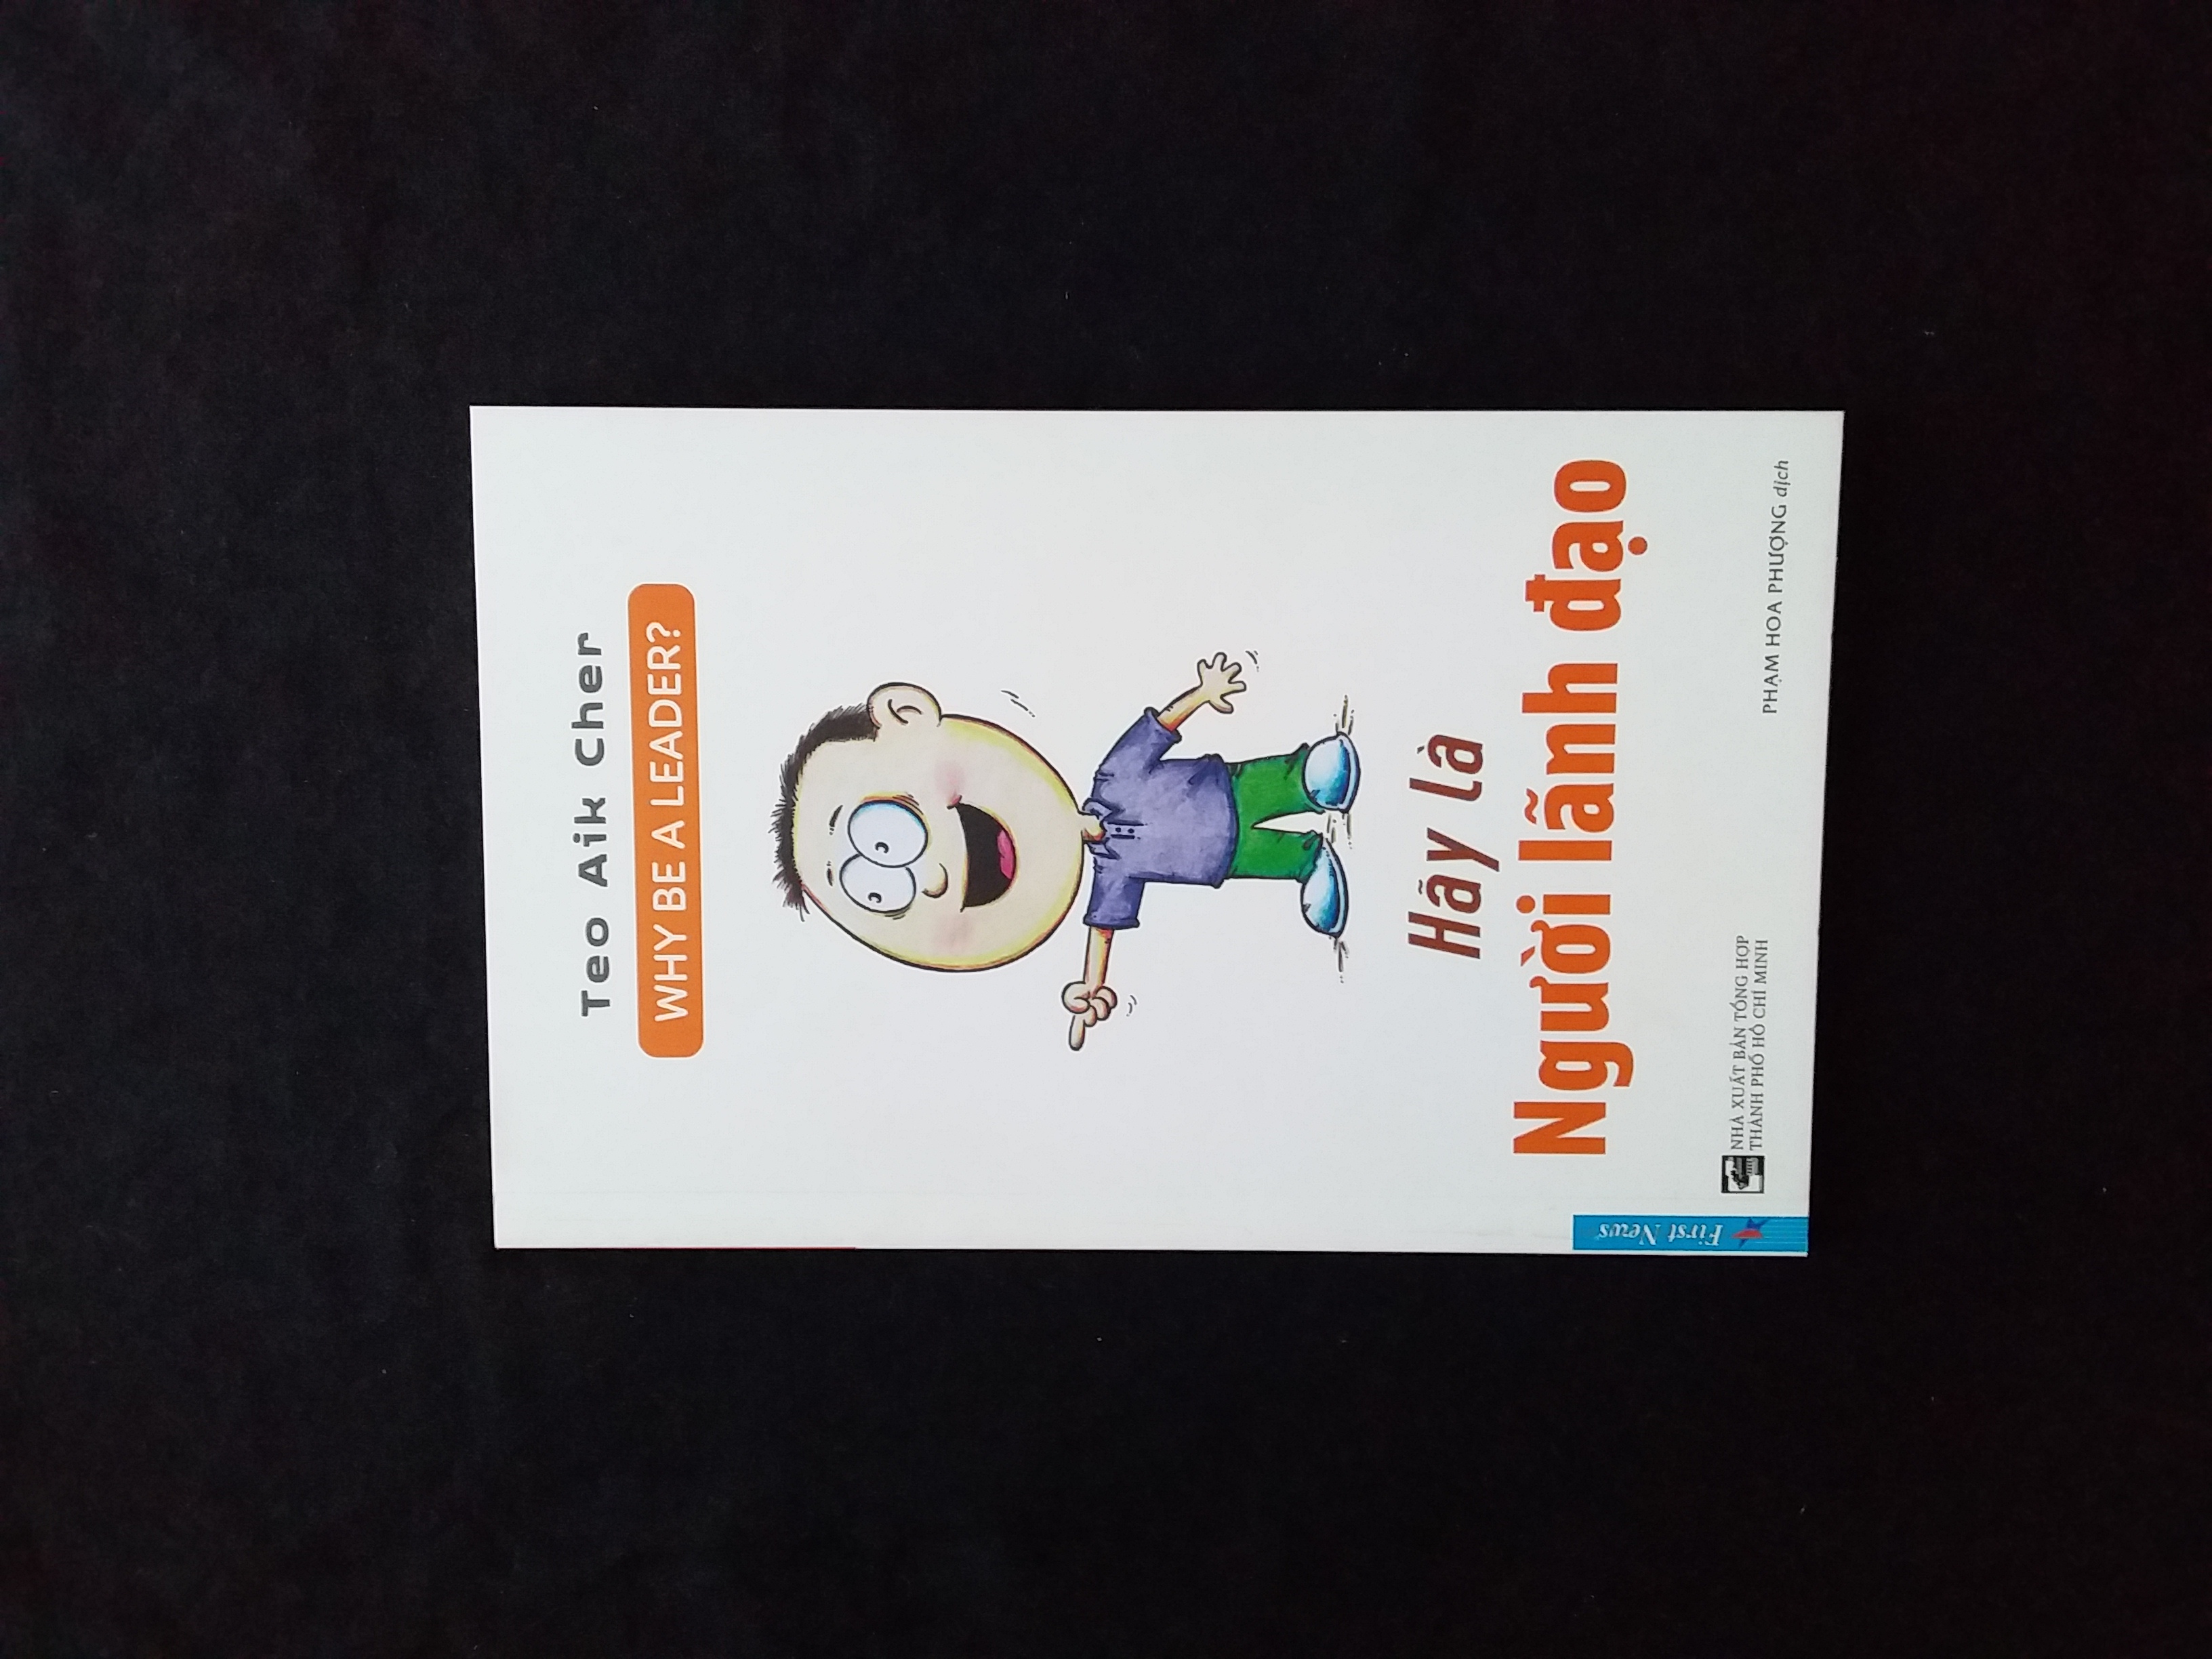 Teo Aik Cher
WHY BE A LEADER?
Hãy là
Người lãnh đạo
First News
NHÀ XUẤT BẢN TỔNG HỢP
THÀNH PHỐ HỒ CHÍ MINH
PHẠM HOA PHƯỢNG dịch